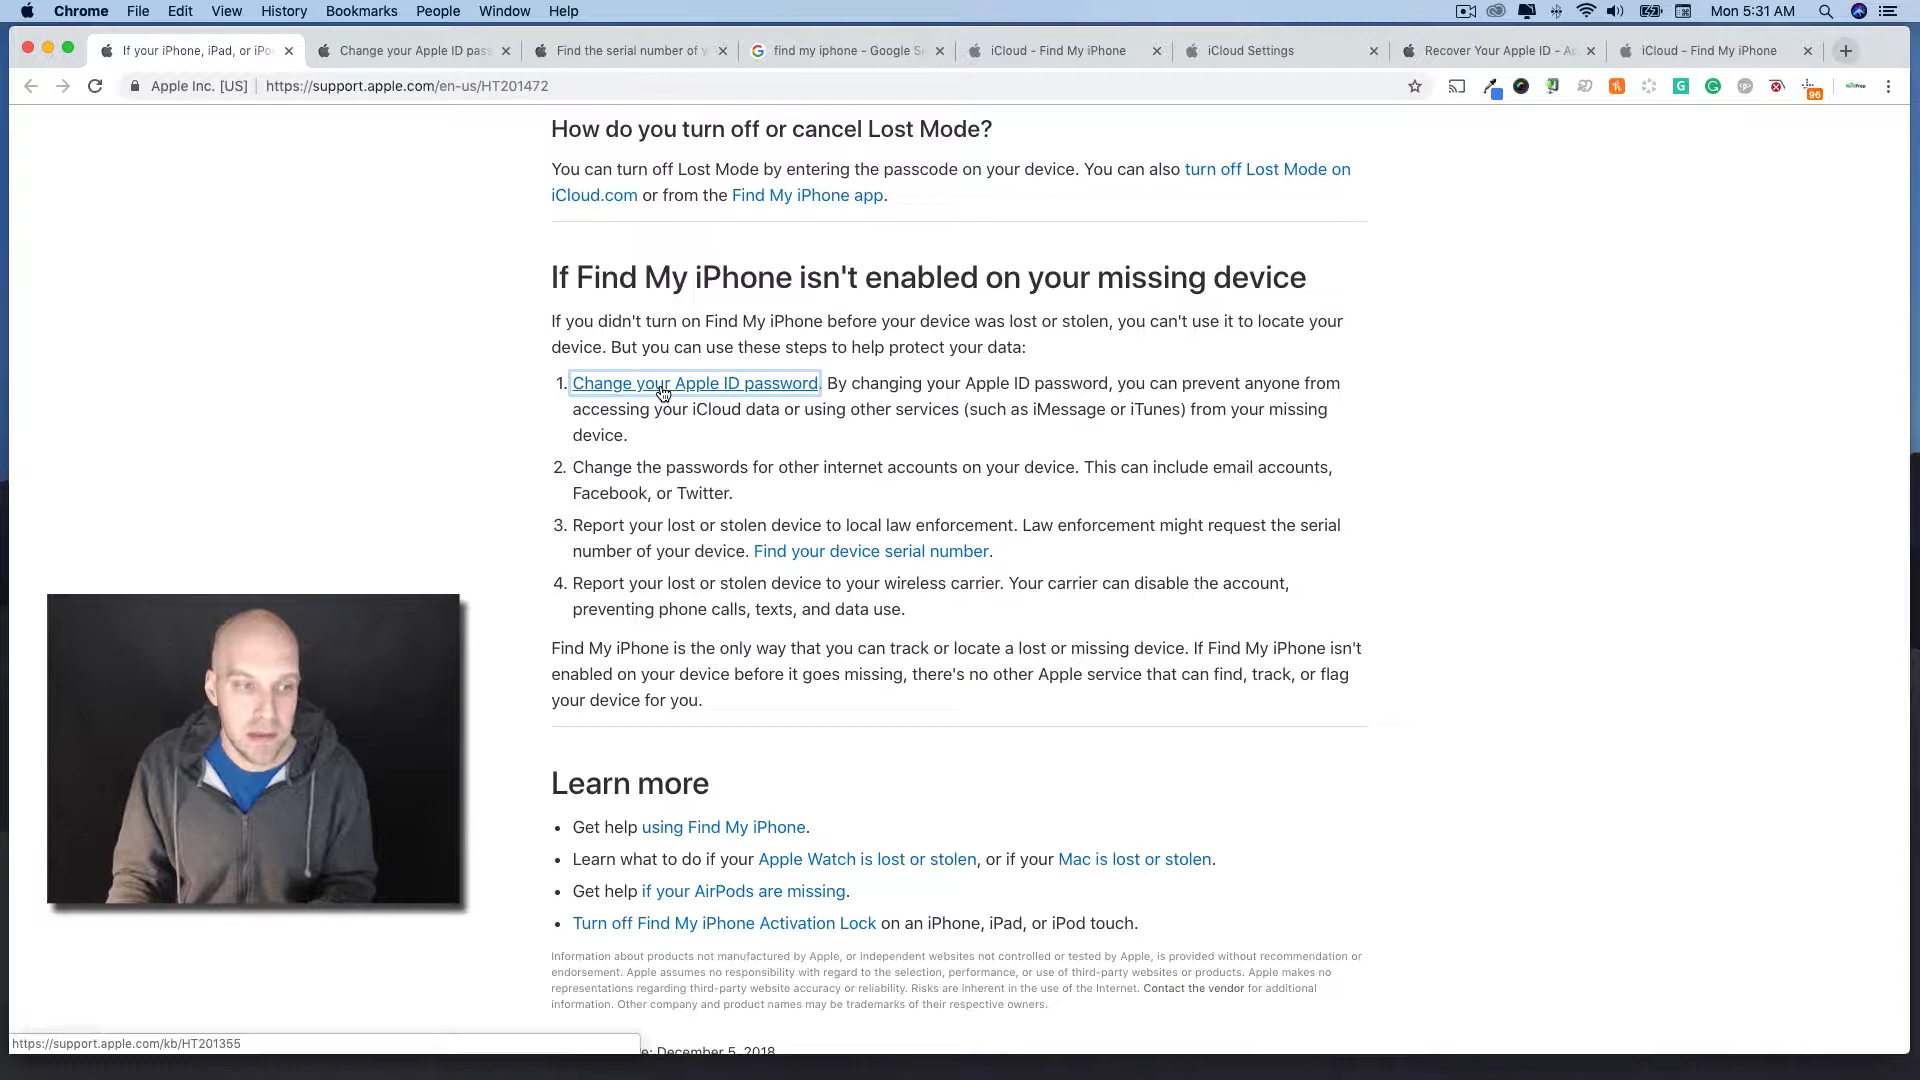 Chrome File Edit View History Bookmarks People Window Help Mon 5:31 AM
If your iPhone, iPad, or iPo Change your Apple ID pas Find the serial number of y find my iphone - Google Se iCloud - Find My iPhone iCloud Settings Recover Your Apple ID - Ap iCloud - Find My iPhone
Apple Inc. [US] https://support.apple.com/en-us/HT201472 96
How do you turn off or cancel Lost Mode?
You can turn off Lost Mode by entering the passcode on your device. You can also turn off Lost Mode on
iCloud.com or from the Find My iPhone app.
If Find My iPhone isn't enabled on your missing device
If you didn't turn on Find My iPhone before your device was lost or stolen, you can't use it to locate your
device. But you can use these steps to help protect your data:
1. Change your Apple ID password. By changing your Apple ID password, you can prevent anyone from
accessing your iCloud data or using other services (such as iMessage or iTunes) from your missing
device.
2. Change the passwords for other internet accounts on your device. This can include email accounts,
Facebook, or Twitter.
3. Report your lost or stolen device to local law enforcement. Law enforcement might request the serial
number of your device. Find your device serial number.
4. Report your lost or stolen device to your wireless carrier. Your carrier can disable the account,
preventing phone calls, texts, and data use.
Find My iPhone is the only way that you can track or locate a lost or missing device. If Find My iPhone isn't
enabled on your device before it goes missing, there's no other Apple service that can find, track, or flag
your device for you.
Learn more
• Get help using Find My iPhone.
• Learn what to do if your Apple Watch is lost or stolen, or if your Mac is lost or stolen.
• Get help if your AirPods are missing.
• Turn off Find My iPhone Activation Lock on an iPhone, iPad, or iPod touch.
Information about products not manufactured by Apple, or independent websites not controlled or tested by Apple, is provided without recommendation or
endorsement. Apple assumes no responsibility with regard to the selection, performance, or use of third-party websites or products. Apple makes no
representations regarding third-party website accuracy or reliability. Risks are inherent in the use of the Internet. Contact the vendor for additional
information. Other company and product names may be trademarks of their respective owners.
https://support.apple.com/kb/HT201355
e: December 5, 2018